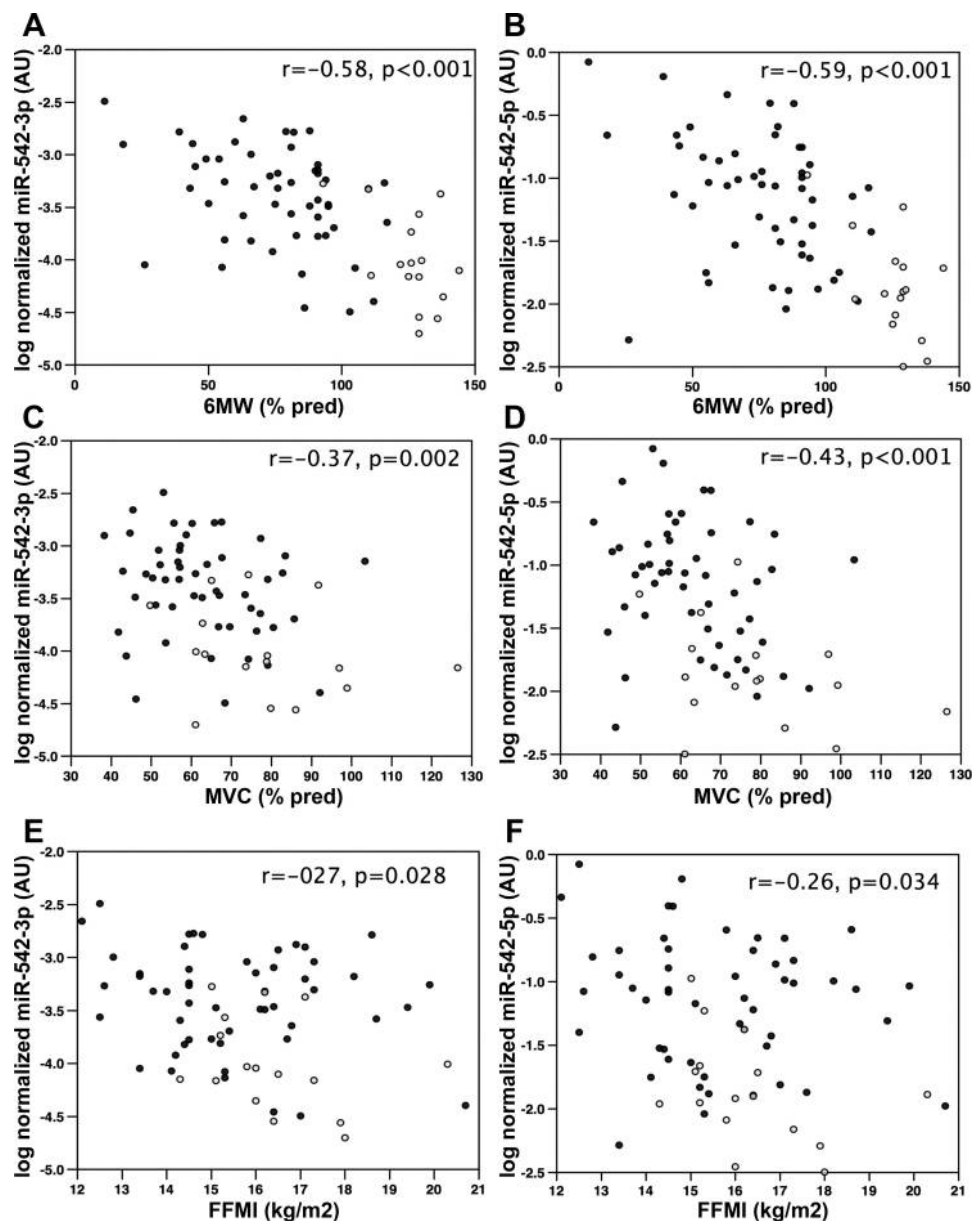 A
log normalized miR-542-3p (AU)
-2.0
-2.5
-3.0
-3.5
-4.0
-4.5
-5.0
r=-0.58, p<0.001
0
50
100
150
6MW (% pred)
B
log normalized miR-542-5p (AU)
0.0
-0.5
-1.0
-1.5
-2.0
-2.5
r=-0.59, p<0.001
0
50
100
150
6MW (% pred)
C
log normalized miR-542-3p (AU)
-2.0
-2.5
-3.0
-3.5
-4.0
-4.5
-5.0
r=-0.37, p=0.002
30 40 50 60 70 80 90 100 110 120 130
MVC (% pred)
D
log normalized miR-542-5p (AU)
0.0
-0.5
-1.0
-1.5
-2.0
-2.5
r=-0.43, p<0.001
30 40 50 60 70 80 90 100 110 120 130
MVC (% pred)
E
log normalized miR-542-3p (AU)
-2.0
-2.5
-3.0
-3.5
-4.0
-4.5
-5.0
r=-027, p=0.028
12 13 14 15 16 17 18 19 20 21
FFMI (kg/m2)
F
log normalized miR-542-5p (AU)
0.0
-0.5
-1.0
-1.5
-2.0
-2.5
r=-0.26, p=0.034
12 13 14 15 16 17 18 19 20 21
FFMI (kg/m2)